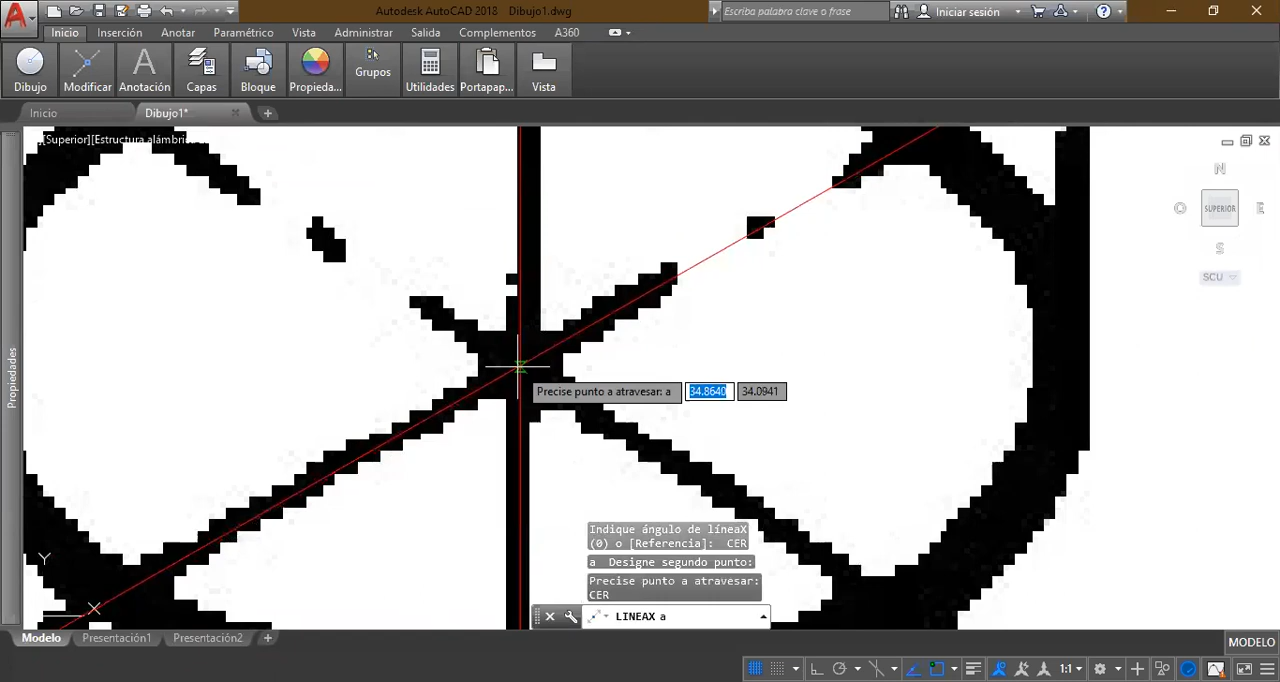 Autodesk AutoCAD 2018 Dibujo1.dwg
Escriba palabra clave o frase
Iniciar sesión
Inicio Inserción Anotar Paramétrico Vista Administrar Salida Complementos A360
Dibujo Modificar Anotación Capas Bloque Propieda... Grupos Utilidades Portapap... Vista
Inicio Dibujo1*
[Superior][Estructura alámbric
N
SUPERIOR E
S
SCU
Propiedades
Precise punto a atravesar: a 34.8640 34.0941
Indique ángulo de líneaX
(0) o [Referencia]: CER
a Designe segundo punto:
Precise punto a atravesar:
CER
Y
X
LINEAX a
Modelo Presentación1 Presentación2
MODELO
1:1